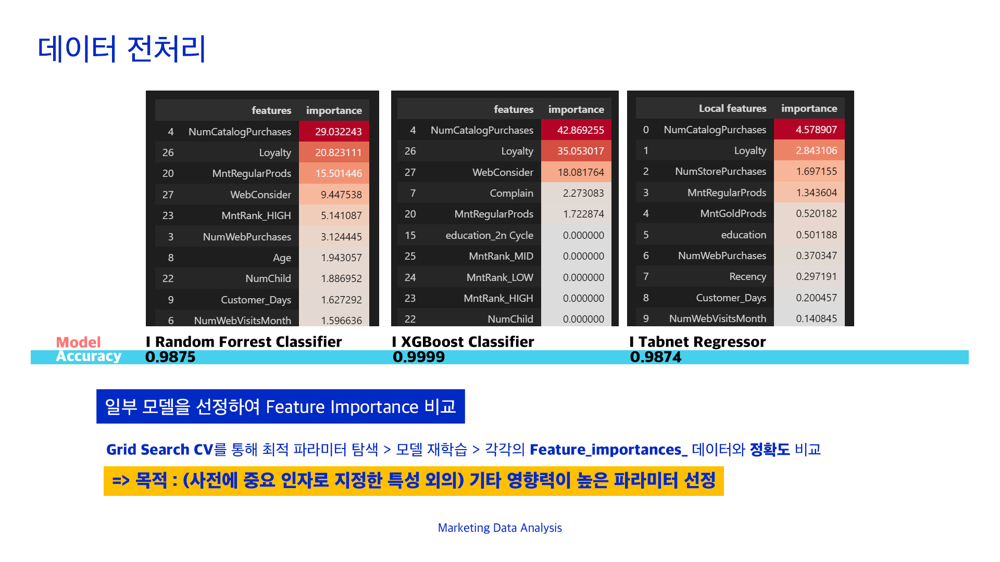 데이터 전처리
features importance
4 NumCatalogPurchases 29.032243
26 Loyalty 20.823111
20 MntRegularProds 15.501446
27 WebConsider 9.447538
23 MntRank_HIGH 5.141087
3 NumWebPurchases 3.124445
8 Age 1.943057
22 NumChild 1.886952
9 Customer_Days 1.627292
6 NumWebVisitsMonth 1.596636
features importance
4 NumCatalogPurchases 42.869255
26 Loyalty 35.053017
27 WebConsider 18.081764
7 Complain 2.273083
20 MntRegularProds 1.722874
15 education_2n Cycle 0.000000
25 MntRank_MID 0.000000
24 MntRank_LOW 0.000000
23 MntRank_HIGH 0.000000
22 NumChild 0.000000
Local features importance
0 NumCatalogPurchases 4.578907
1 Loyalty 2.843106
2 NumStorePurchases 1.697155
3 MntRegularProds 1.343604
4 MntGoldProds 0.520182
5 education 0.501188
6 NumWebPurchases 0.370347
7 Recency 0.297191
8 Customer_Days 0.200457
9 NumWebVisitsMonth 0.140845
Model I Random Forrest Classifier I XGBoost Classifier I Tabnet Regressor
Accuracy 0.9875 0.9999 0.9874
일부 모델을 선정하여 Feature Importance 비교
Grid Search CV를 통해 최적 파라미터 탐색 > 모델 재학습 > 각각의 Feature_importances_ 데이터와 정확도 비교
=> 목적 : (사전에 중요 인자로 지정한 특성 외의) 기타 영향력이 높은 파라미터 선정
Marketing Data Analysis